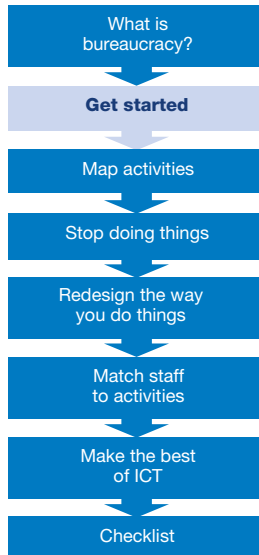 What is
bureaucracy?
Get started
Map activities
Stop doing things
Redesign the way
you do things
Match staff
to activities
Make the best
of ICT
Checklist